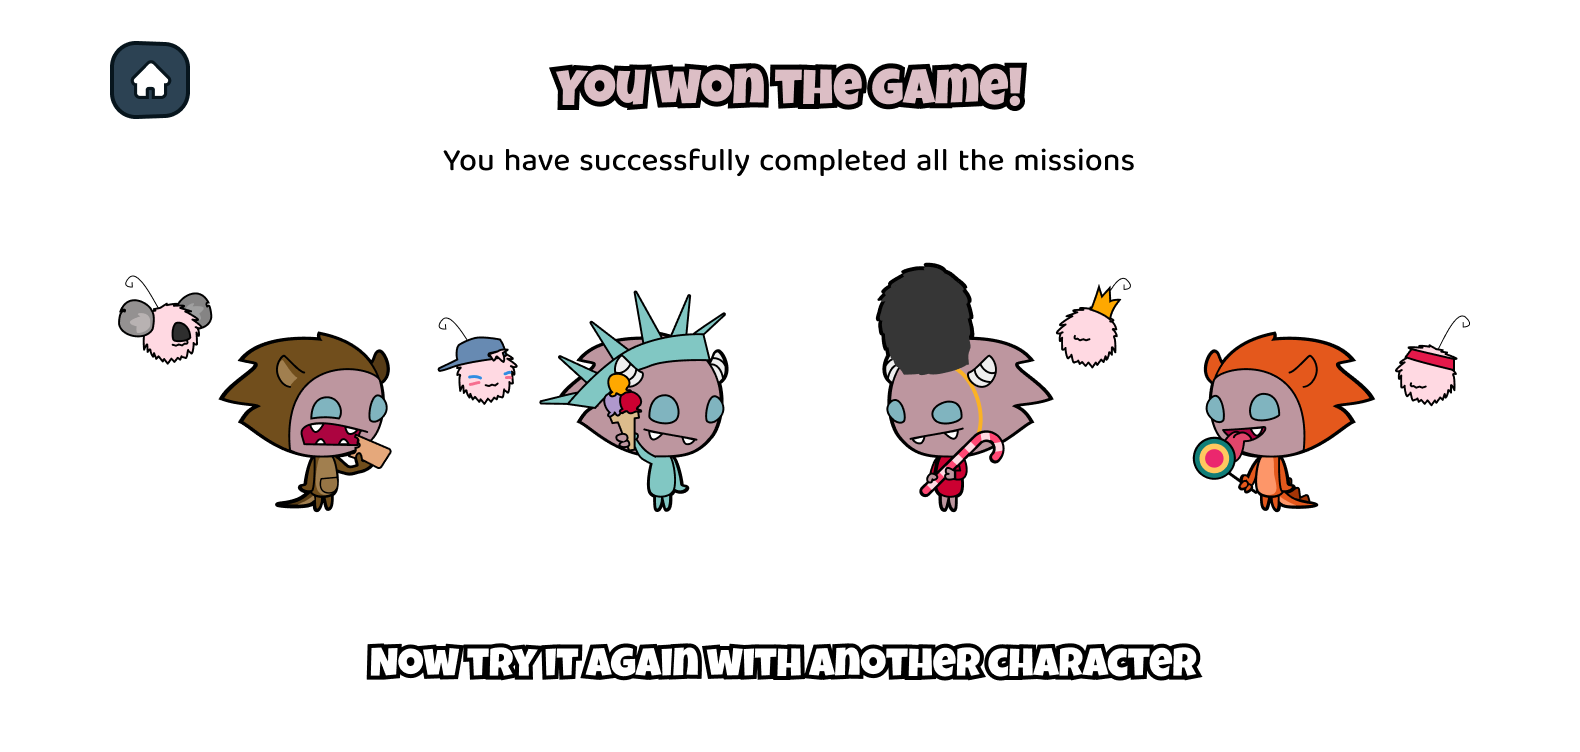 YOU WON THE GAME!
You have successfully completed all the missions
NOW TRY IT AGAIN WITH ANOTHER CHARACTER